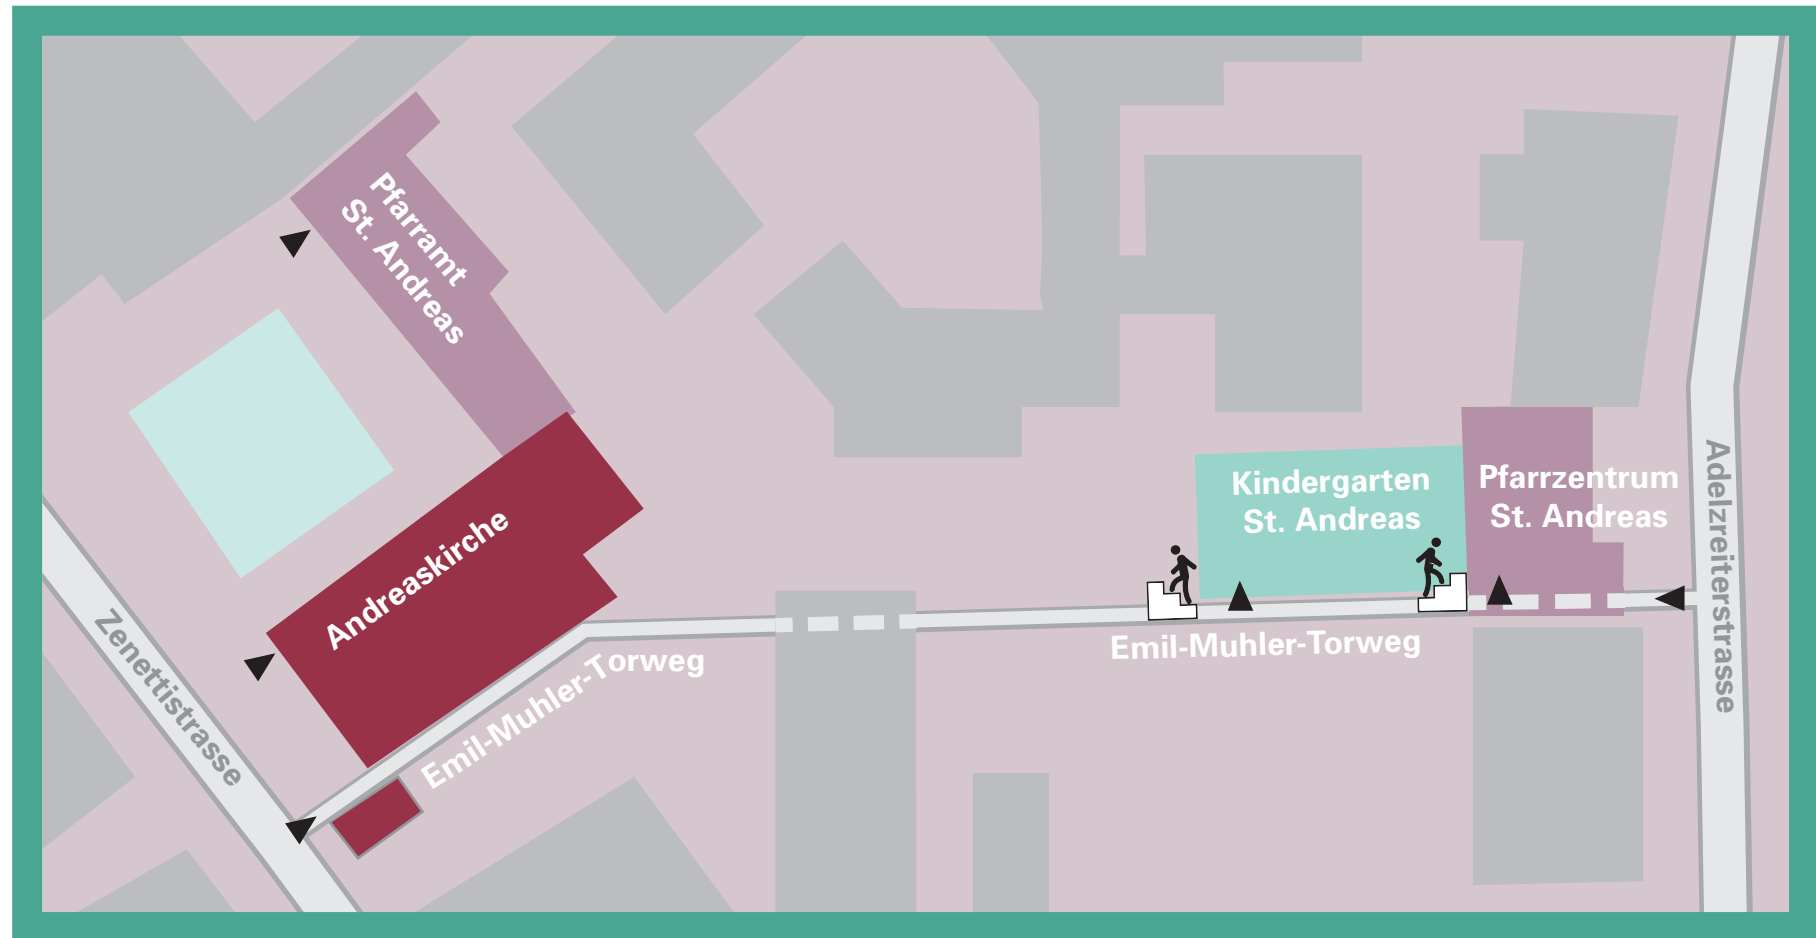 Pfarramt
St. Andreas
Andreaskirche
Zenettistrasse
Emil-Muhler-Torweg
Kindergarten
St. Andreas
Pfarrzentrum
St. Andreas
Emil-Muhler-Torweg
Adelzreiterstrasse